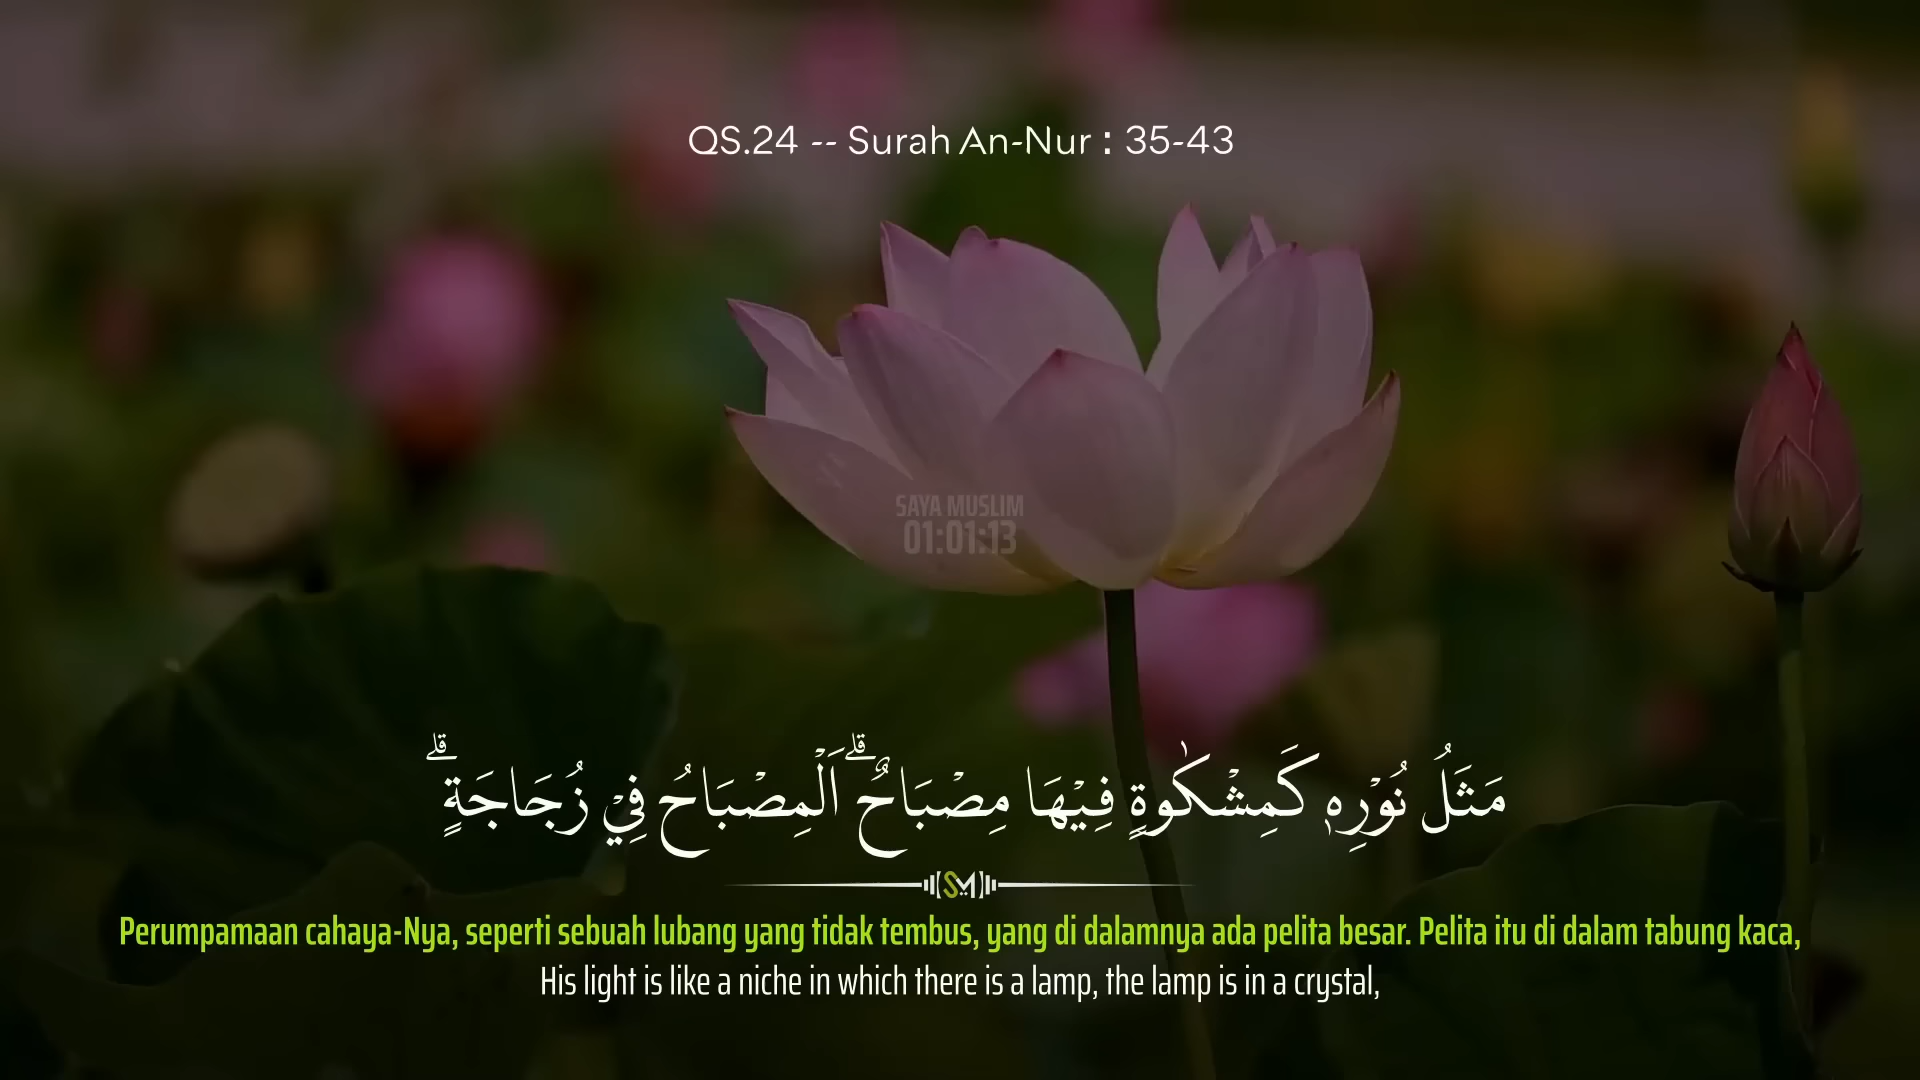 QS.24 -- Surah An-Nur : 35-43
SAYA MUSLIM
01:01:13
مَثَلُ نُوْرِهٖ كَمِشْكٰوةٍ فِيْهَا مِصْبَاحٌۗ اَلْمِصْبَاحُ فِيْ زُجَاجَةٍۗ
SM
Perumpamaan cahaya-Nya, seperti sebuah lubang yang tidak tembus, yang di dalamnya ada pelita besar. Pelita itu di dalam tabung kaca,
His light is like a niche in which there is a lamp, the lamp is in a crystal,